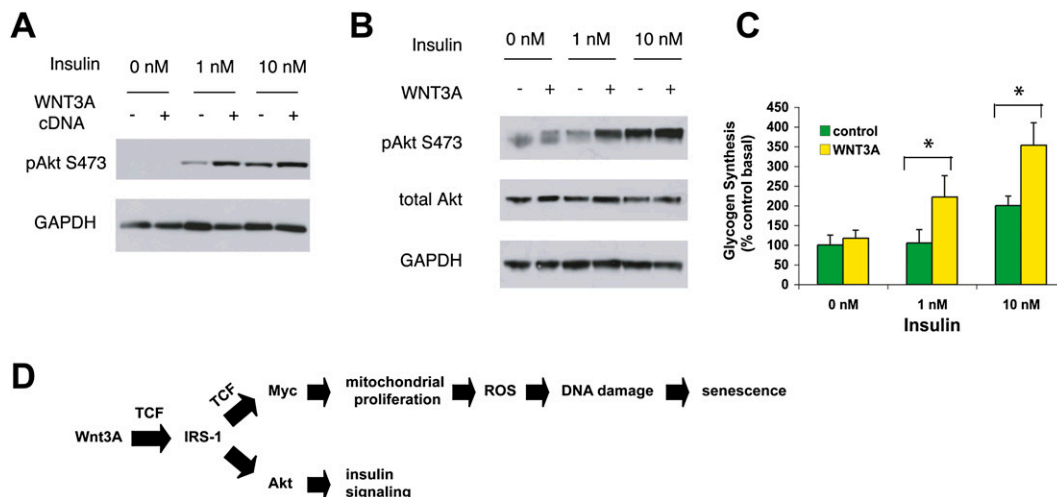 A
Insulin 0 nM 1 nM 10 nM
WNT3A
cDNA - + - + - +
pAkt S473
GAPDH
B
Insulin 0 nM 1 nM 10 nM
WNT3A - + - + - +
pAkt S473
total Akt
GAPDH
C
Glycogen Synthesis
(% control basal)
450
400
350
300
250
200
150
100
50
0
control
WNT3A
*
*
0 nM 1 nM 10 nM
Insulin
D
Wnt3A TCF IRS-1
TCF Myc mitochondrial
proliferation ROS DNA damage senescence
Akt insulin
signaling